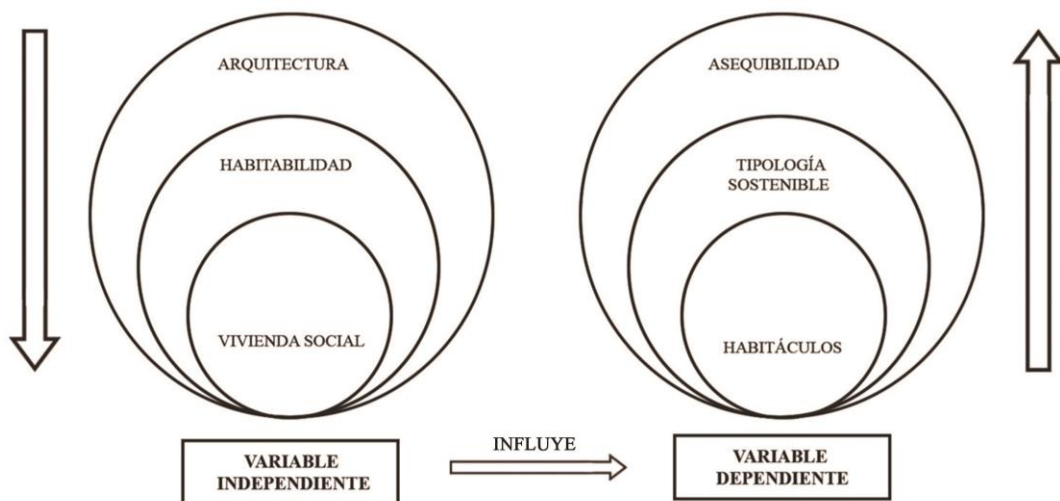 ARQUITECTURA
HABITABILIDAD
VIVIENDA SOCIAL
VARIABLE
INDEPENDIENTE
INFLUYE
ASEQUIBILIDAD
TIPOLOGÍA
SOSTENIBLE
HABITÁCULOS
VARIABLE
DEPENDIENTE